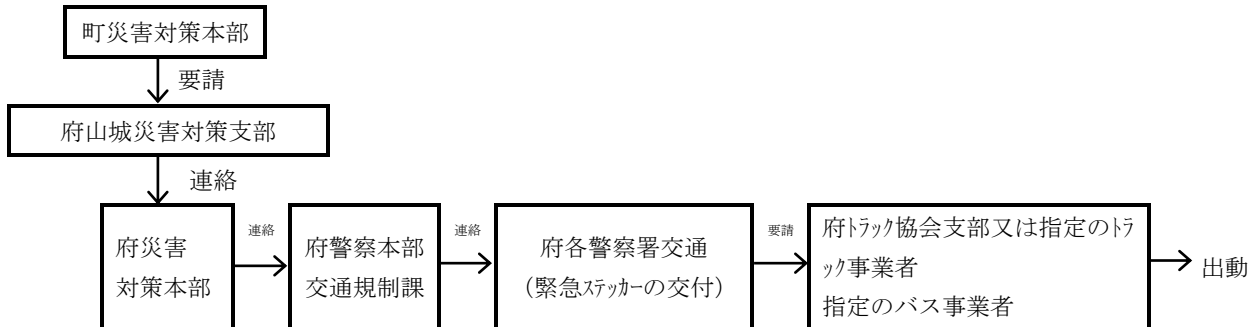 町災害対策本部
要請
府山城災害対策支部
連絡
府災害
対策本部
連絡
府警察本部
交通規制課
連絡
府各警察署交通
（緊急ｽﾃｯｶｰの交付）
要請
府ﾄﾗｯｸ協会支部又は指定のﾄﾗ
ｯｸ事業者
指定のバス事業者
出動